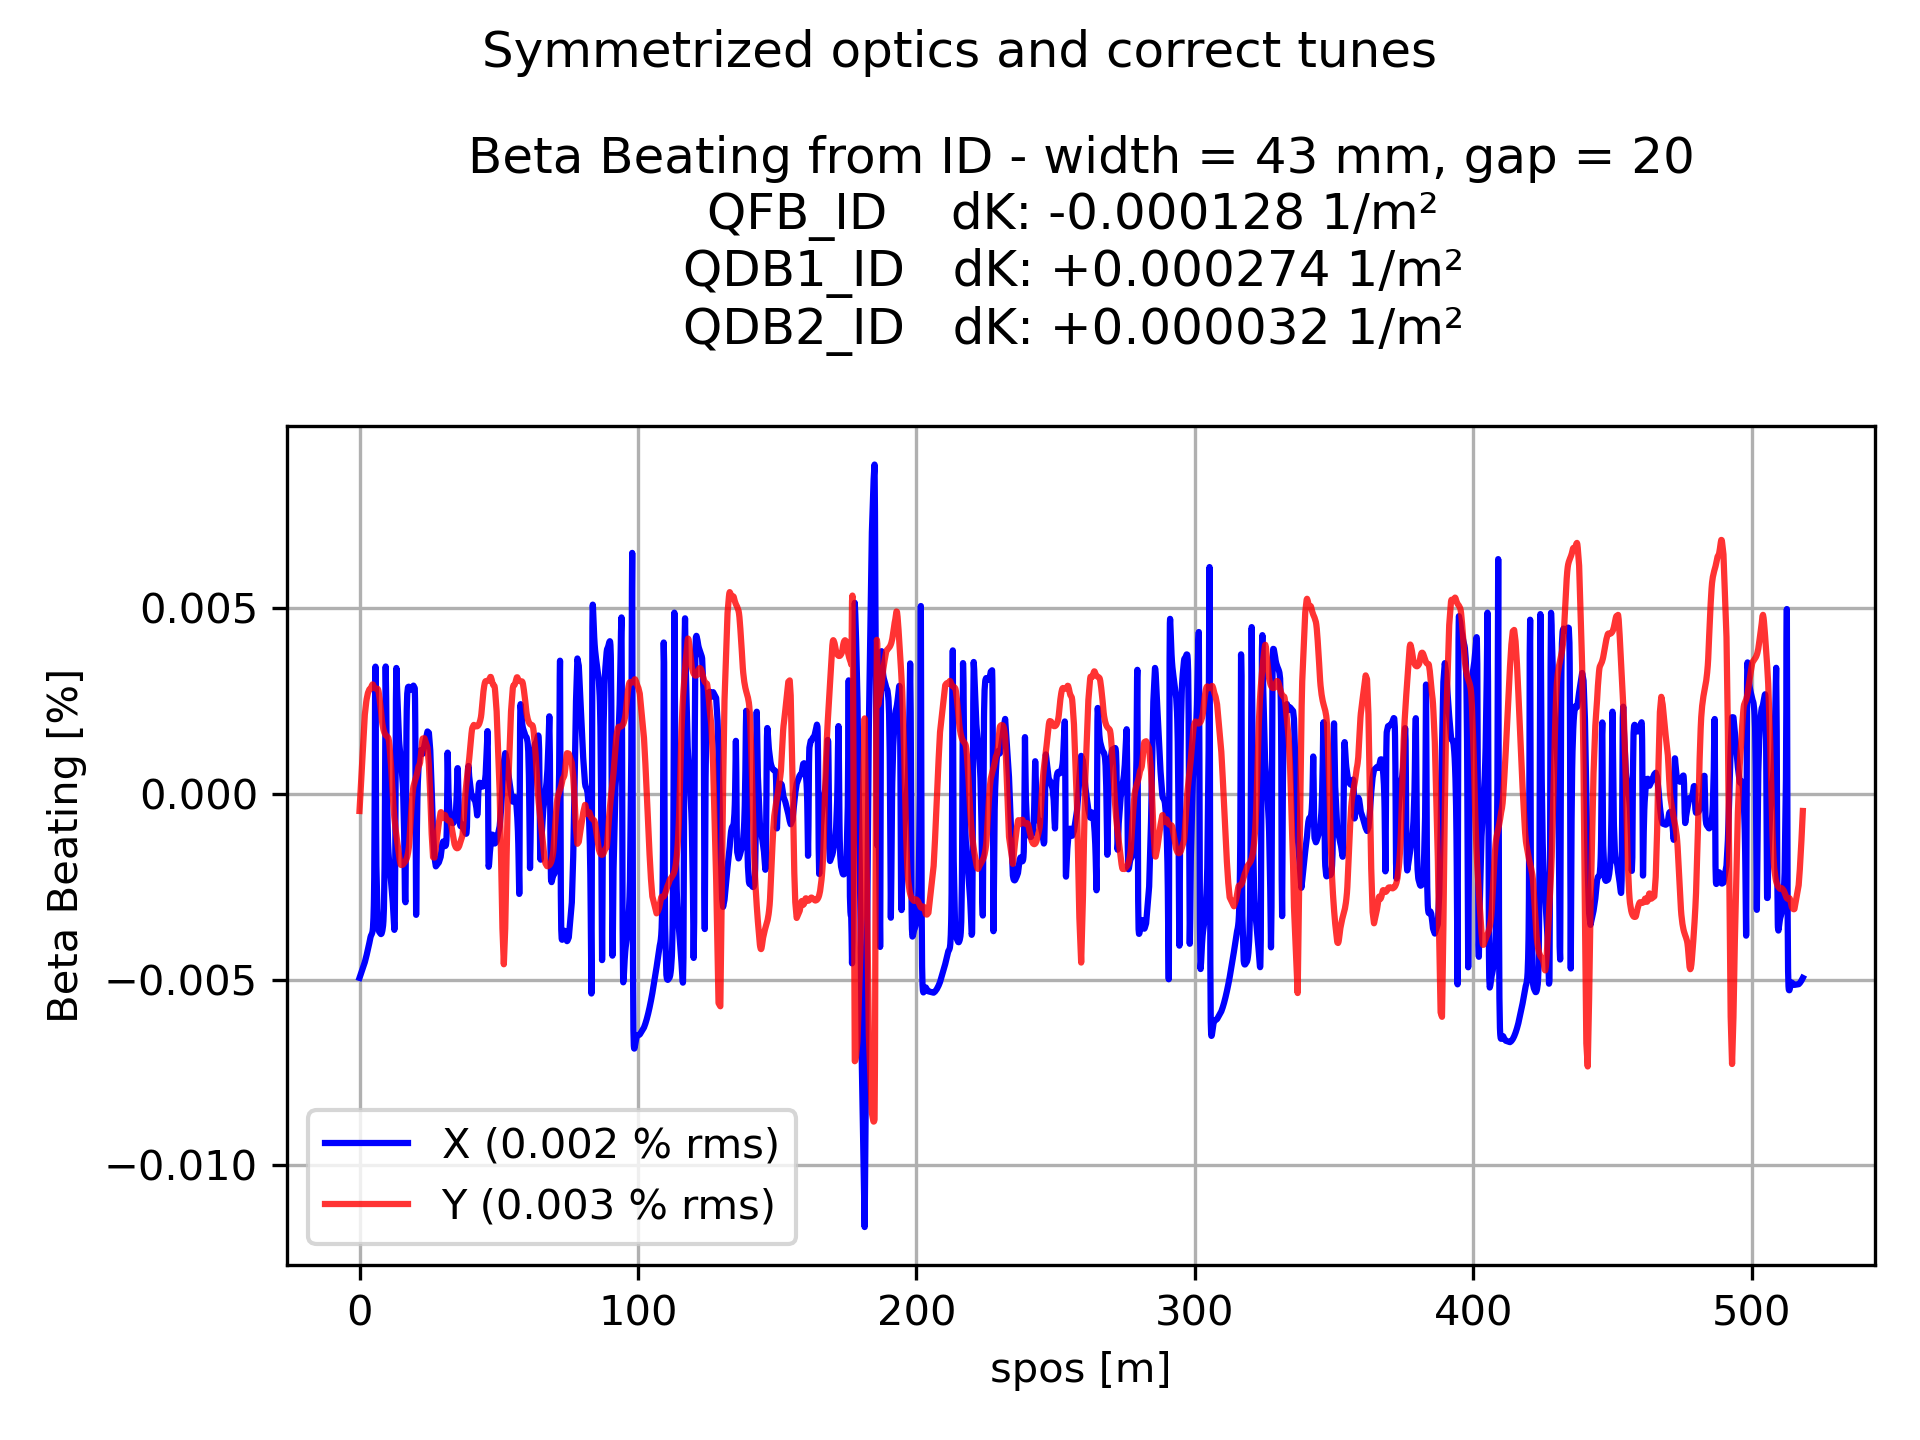 Symmetrized optics and correct tunes
Beta Beating from ID - width = 43 mm, gap = 20
QFB_ID    dK: -0.000128 1/m²
QDB1_ID   dK: +0.000274 1/m²
QDB2_ID   dK: +0.000032 1/m²
Beta Beating [%]
0.005
0.000
−0.005
−0.010
X (0.002 % rms)
Y (0.003 % rms)
0 100 200 300 400 500
spos [m]